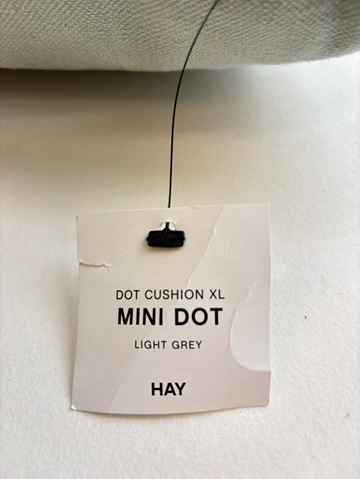 DOT CUSHION XL
MINI DOT
LIGHT GREY
HAY